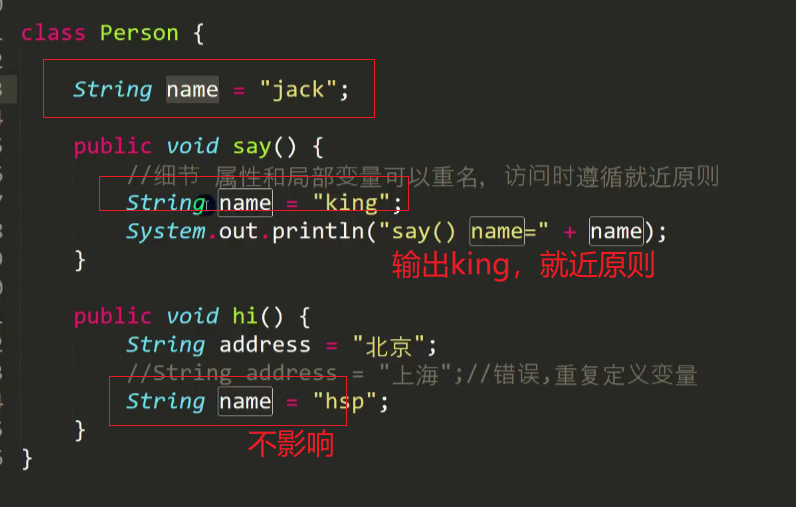 class Person {
String name = "jack";
public void say() {
//细节 属性和局部变量可以重名, 访问时遵循就近原则
String name = "king";
System.out.println("say() name=" + name);
输出king，就近原则
}
public void hi() {
String address = "北京";
//String address = "上海";//错误,重复定义变量
String name = "hsp";
}
不影响
}